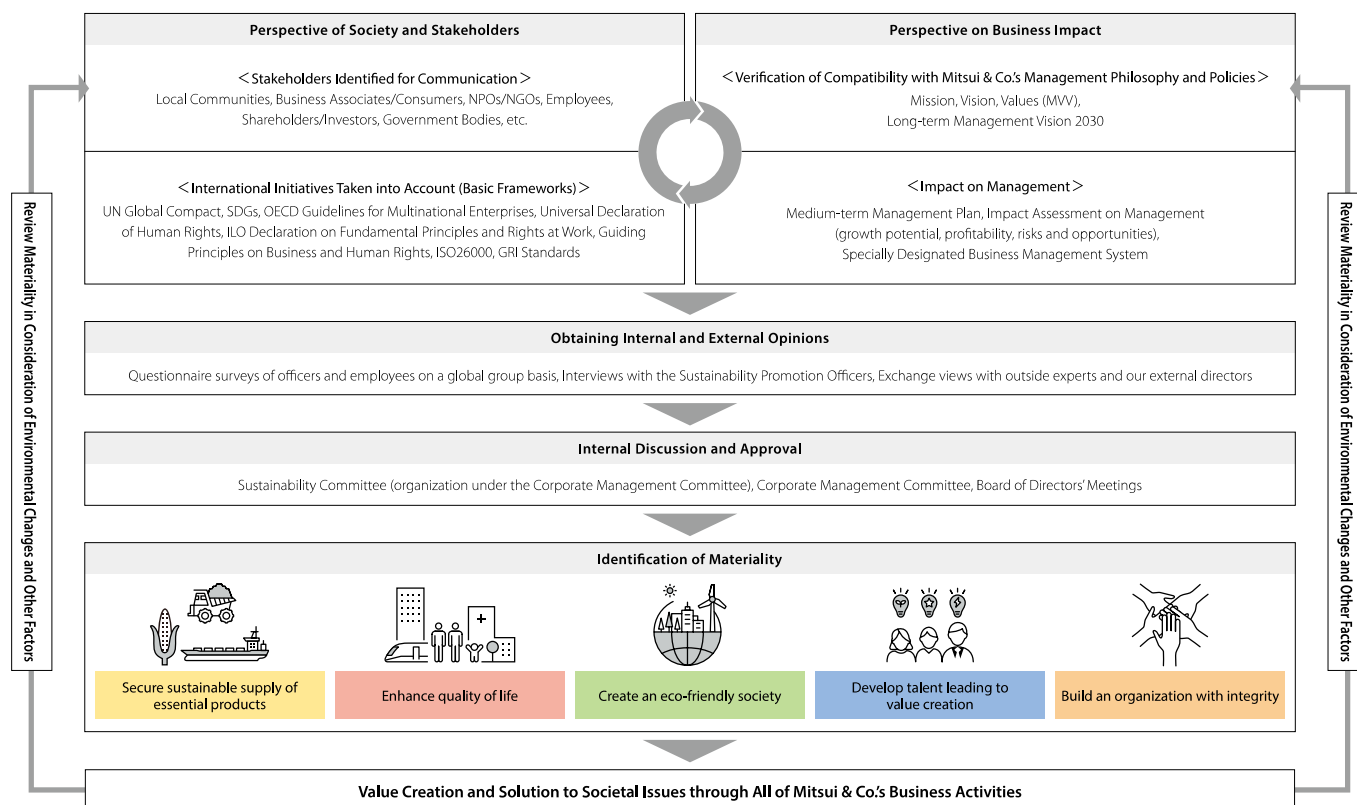 Perspective of Society and Stakeholders
<Stakeholders Identified for Communication>
Local Communities, Business Associates/Consumers, NPOs/NGOs, Employees,
Shareholders/Investors, Government Bodies, etc.
<International Initiatives Taken into Account (Basic Frameworks)>
UN Global Compact, SDGs, OECD Guidelines for Multinational Enterprises, Universal Declaration
of Human Rights, ILO Declaration on Fundamental Principles and Rights at Work, Guiding
Principles on Business and Human Rights, ISO26000, GRI Standards
Perspective on Business Impact
<Verification of Compatibility with Mitsui & Co.'s Management Philosophy and Policies>
Mission, Vision, Values (MVV),
Long-term Management Vision 2030
<Impact on Management>
Medium-term Management Plan, Impact Assessment on Management
(growth potential, profitability, risks and opportunities),
Specially Designated Business Management System
Review Materiality in Consideration of Environmental Changes and Other Factors
Review Materiality in Consideration of Environmental Changes and Other Factors
Obtaining Internal and External Opinions
Questionnaire surveys of officers and employees on a global group basis, Interviews with the Sustainability Promotion Officers, Exchange views with outside experts and our external directors
Internal Discussion and Approval
Sustainability Committee (organization under the Corporate Management Committee), Corporate Management Committee, Board of Directors' Meetings
Identification of Materiality
Secure sustainable supply of
essential products
Enhance quality of life
Create an eco-friendly society
Develop talent leading to
value creation
Build an organization with integrity
Value Creation and Solution to Societal Issues through All of Mitsui & Co.'s Business Activities